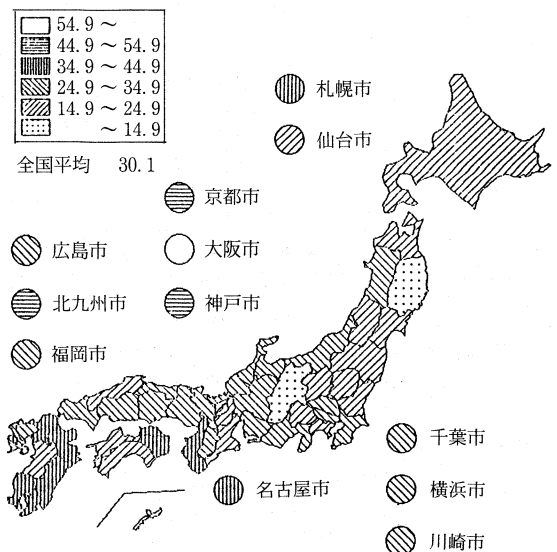 54.9 ～
44.9 ～ 54.9
34.9 ～ 44.9
24.9 ～ 34.9
14.9 ～ 24.9
～ 14.9
全国平均 30.1
札幌市
仙台市
京都市
広島市
大阪市
北九州市
神戸市
福岡市
千葉市
名古屋市
横浜市
川崎市